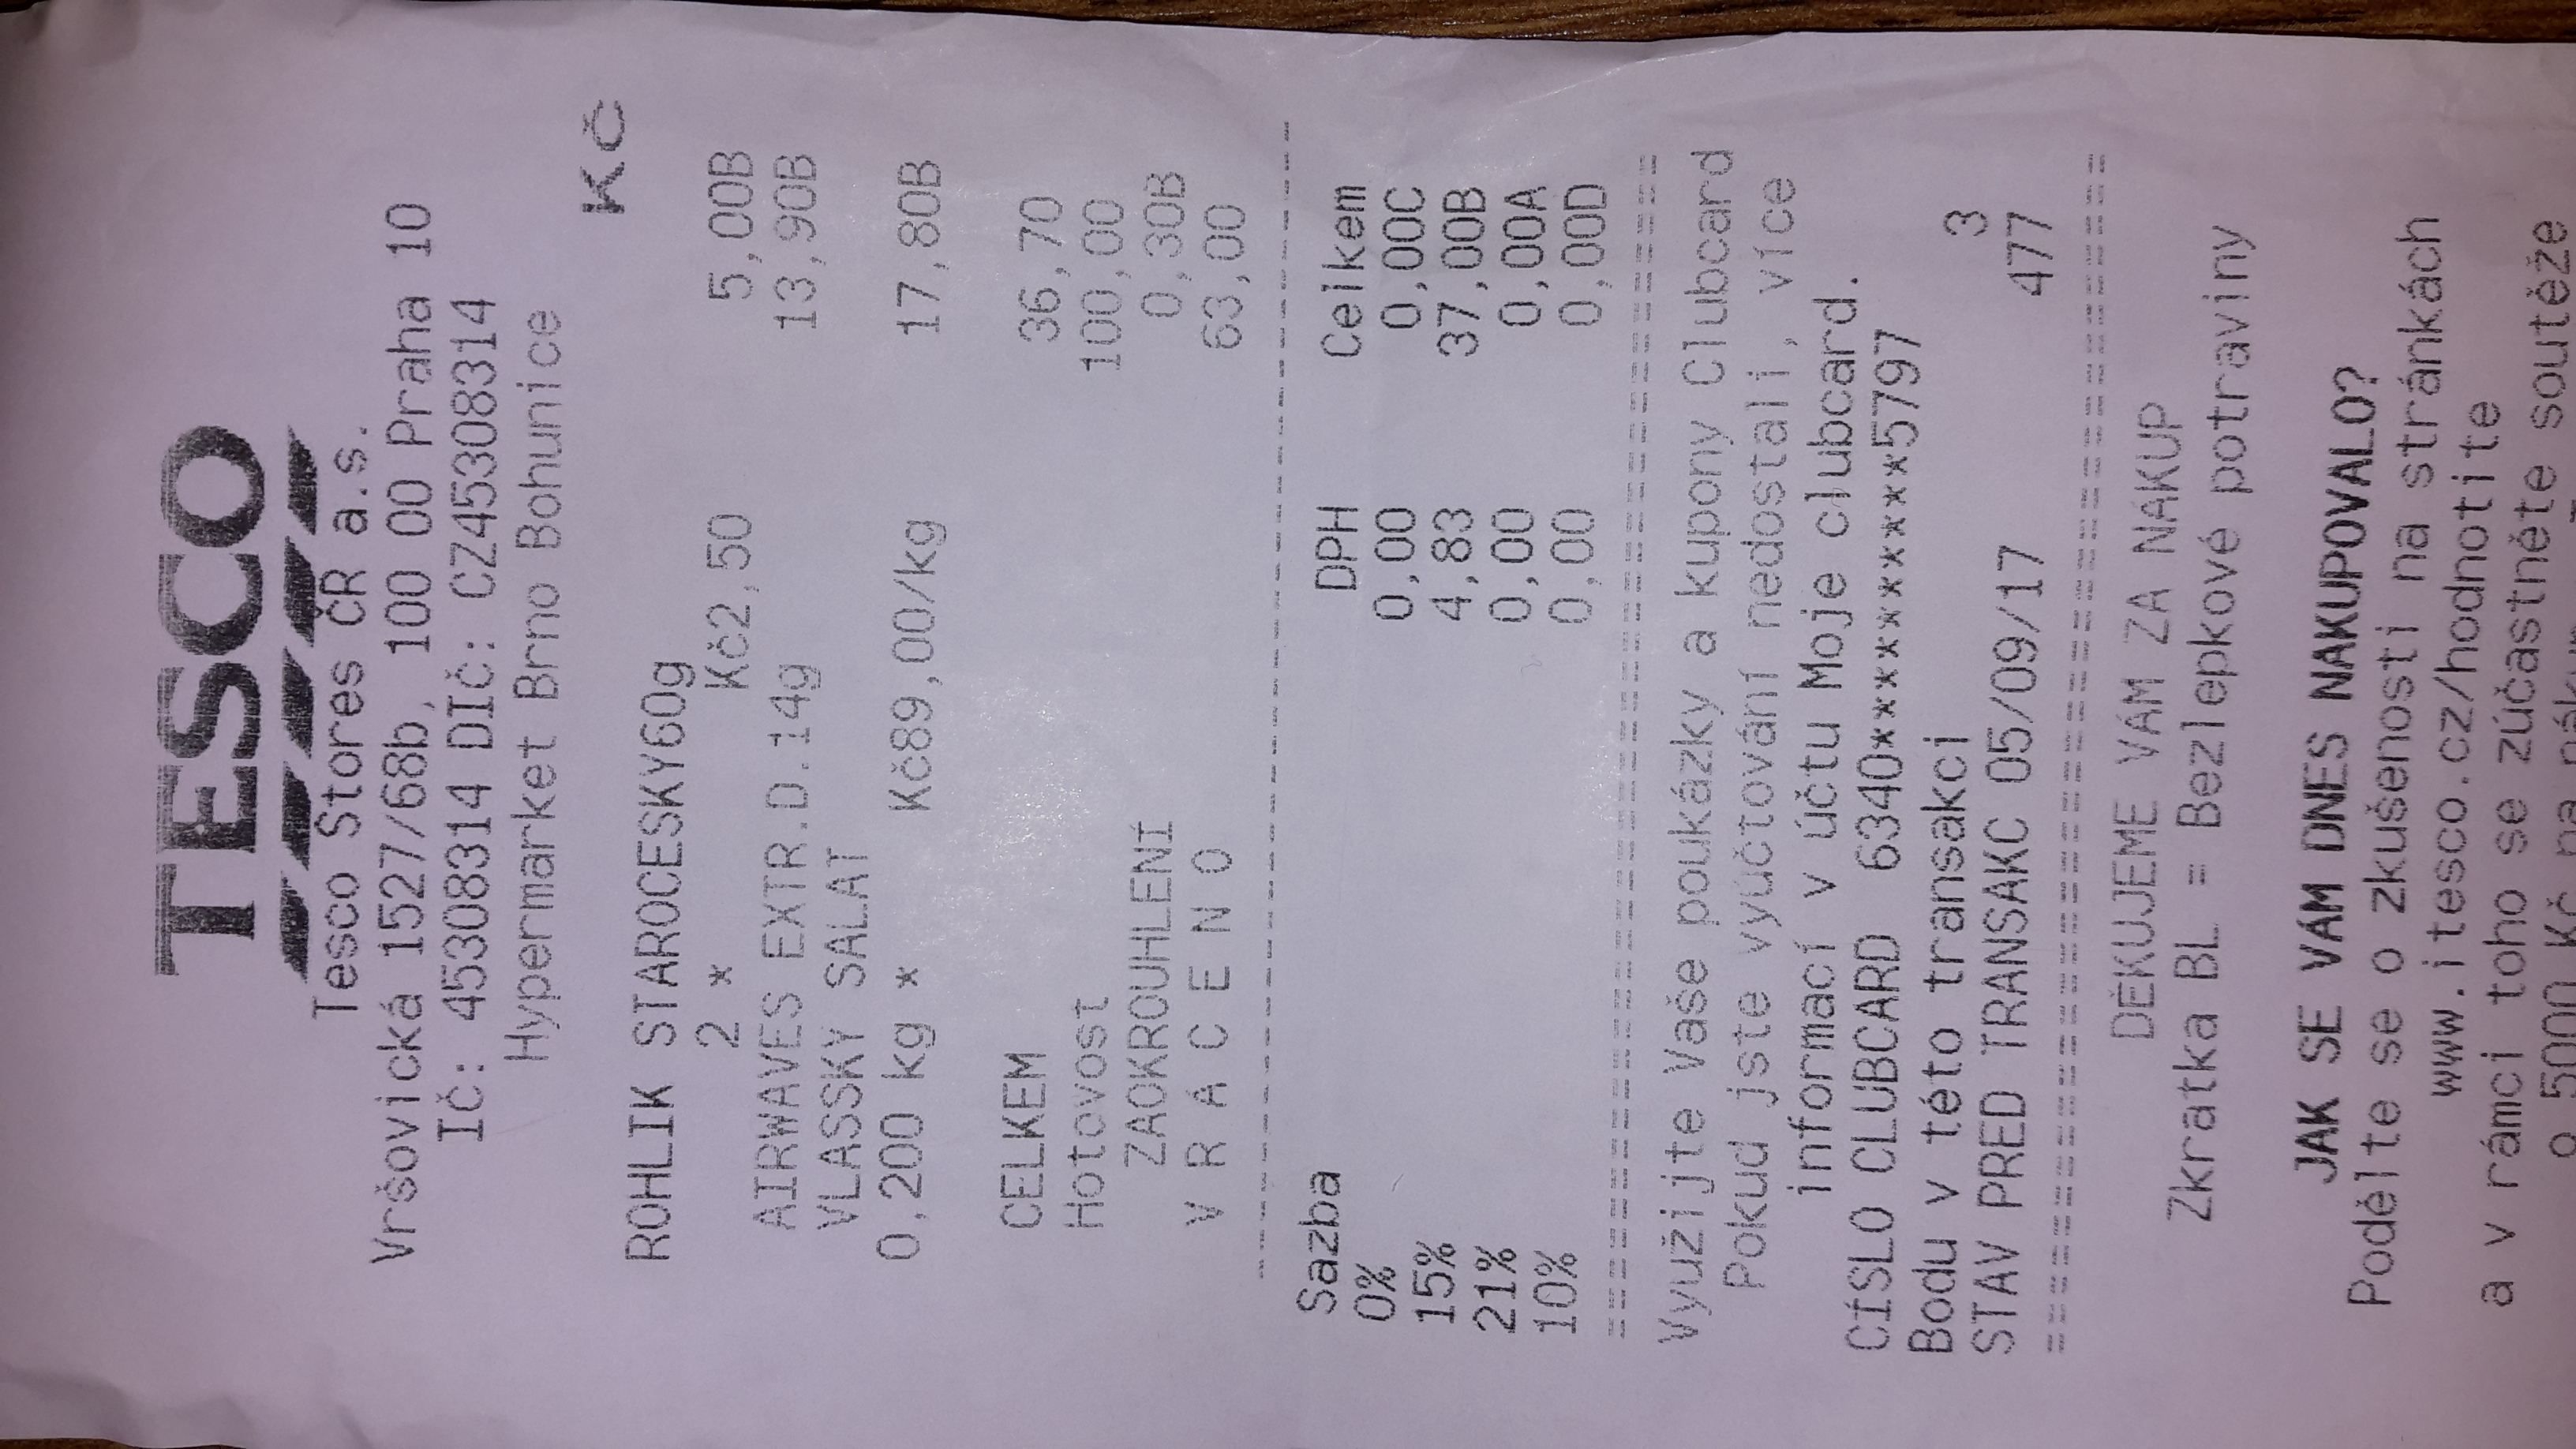 TESCO
Tesco Stores ČR a.s.
Vršovická 1527/68b, 100 00 Praha 10
IČ: 45308314 DIČ: CZ45308314
Hypermarket Brno Bohunice
Kč
ROHLIK STAROCESKY60g
2 * Kč2,50 5,00B
AIRWAVES EXTR.D.14g 13,90B
VLASSKY SALAT
0,200 kg * Kč89,00/kg 17,80B
CELKEM 36,70
Hotovost 100,00
ZAOKROUHLENÍ 0,30B
V R Á C E N O 63,00
Sazba DPH Celkem
0% 0,00 0,00C
15% 4,83 37,00B
21% 0,00 0,00A
10% 0,00 0,00D
Využijte Vaše poukázky a kupony Clubcard
Pokud jste vyúčtování nedostali, více
informací v účtu Moje clubcard.
CÍSLO CLUBCARD 6340**********5797
Bodu v této transakci 3
STAV PRED TRANSAKC 05/09/17 477
DĚKUJEME VÁM ZA NÁKUP
Zkratka BL = Bezlepkové potraviny
JAK SE VÁM DNES NAKUPOVALO?
Podělte se o zkušenosti na stránkách
www.itesco.cz/hodnotite
a v rámci toho se zúčastněte soutěže
o 5000 Kč na nákup